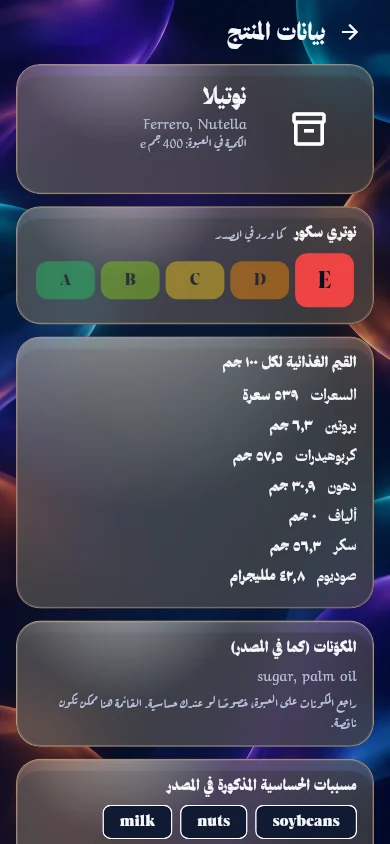 بيانات المنتج
نوتيلا
Ferrero, Nutella
الكمية في العبوة: 400 جم e
نوتري سكور كما ورد في المصدر
E D C B A
القيم الغذائية لكل ١٠٠ جم
السعرات ٥٣٩ سعرة
بروتين ٦,٣ جم
كربوهيدرات ٥٧,٥ جم
دهون ٣٠,٩ جم
ألياف ٠ جم
سكر ٥٦,٣ جم
صوديوم ٤٢,٨ ملليجرام
المكوّنات (كما في المصدر)
sugar, palm oil
راجع المكونات على العبوة، خصوصًا لو عندك حساسية. القائمة هنا ممكن تكون
ناقصة.
مسببات الحساسية المذكورة في المصدر
soybeans nuts milk